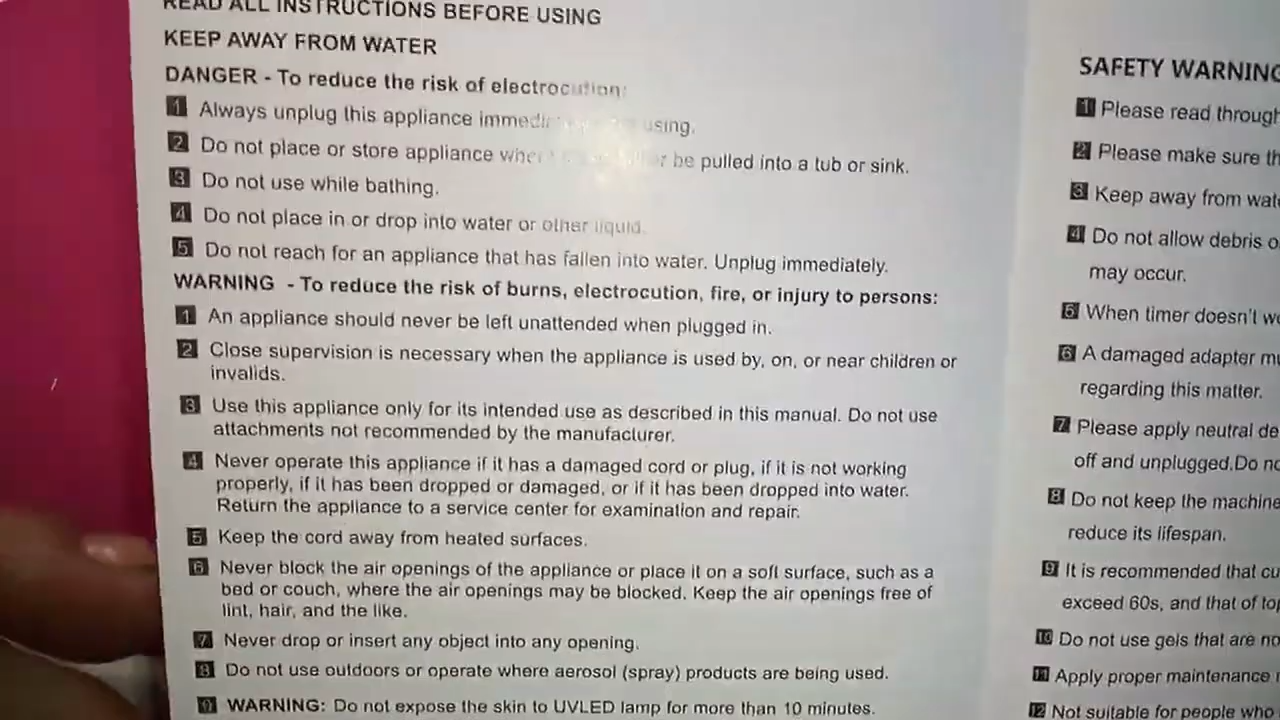 READ ALL INSTRUCTIONS BEFORE USING
KEEP AWAY FROM WATER
DANGER - To reduce the risk of electrocution:
1 Always unplug this appliance using.
2 Do not place or store appliance be pulled into a tub or sink.
3 Do not use while bathing.
4 Do not place in or drop into water or other liquid.
5 Do not reach for an appliance that has fallen into water. Unplug immediately.
WARNING - To reduce the risk of burns, electrocution, fire, or injury to persons:
1 An appliance should never be left unattended when plugged in.
2 Close supervision is necessary when the appliance is used by, on, or near children or
invalids.
3 Use this appliance only for its intended use as described in this manual. Do not use
attachments not recommended by the manufacturer.
4 Never operate this appliance if it has a damaged cord or plug, if it is not working
properly, if it has been dropped or damaged, or if it has been dropped into water.
Return the appliance to a service center for examination and repair.
5 Keep the cord away from heated surfaces.
6 Never block the air openings of the appliance or place it on a soft surface, such as a
bed or couch, where the air openings may be blocked. Keep the air openings free of
lint, hair, and the like.
7 Never drop or insert any object into any opening.
8 Do not use outdoors or operate where aerosol (spray) products are being used.
9 WARNING: Do not expose the skin to UVLED lamp for more than 10 minutes.
SAFETY WARNING
1 Please read through
2 Please make sure
3 Keep away from
4 Do not allow debris
may occur.
5 When timer doesn't
6 A damaged adapter
regarding this matter.
7 Please apply neutral
off and unplugged.Do
8 Do not keep the machine
reduce its lifespan.
9 It is recommended that
exceed 60s, and that of
10 Do not use gels that are
11 Apply proper maintenance
12 Not suitable for people who